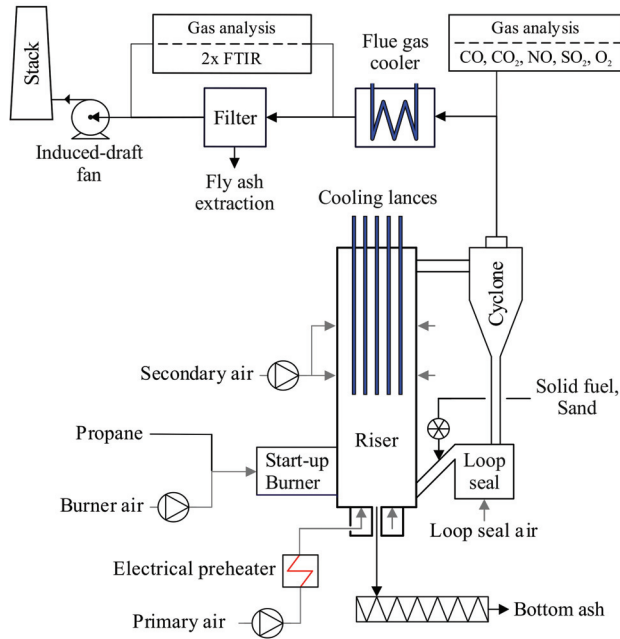 Gas analysis
2x FTIR
Flue gas
cooler
Gas analysis
CO, CO₂, NO, SO₂, O₂
Stack
Filter
Induced-draft
fan
Fly ash
extraction
Cooling lances
Cyclone
Secondary air
Solid fuel,
Sand
Propane
Riser
Start-up
Burner
Loop
seal
Burner air
Loop seal air
Electrical preheater
Primary air
Bottom ash